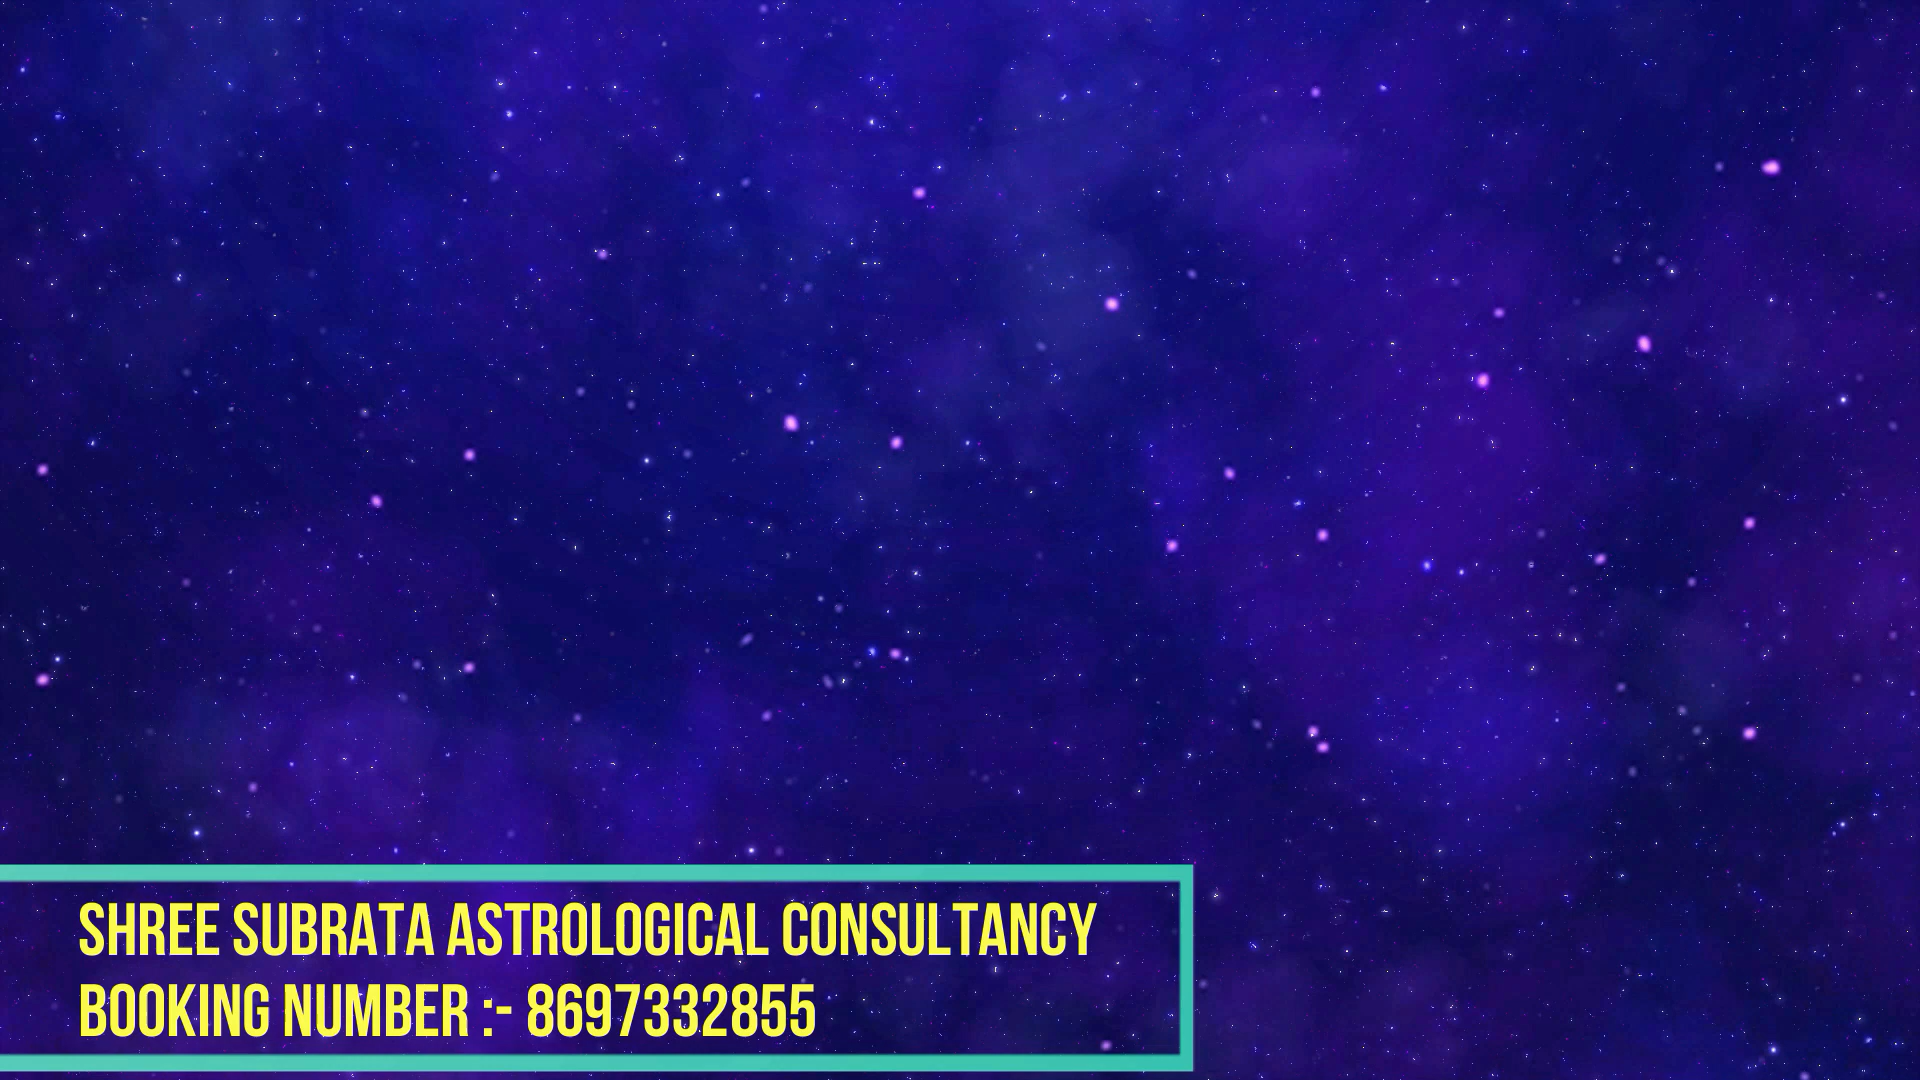 SHREE SUBRATA ASTROLOGICAL CONSULTANCY
BOOKING NUMBER :- 8697332855